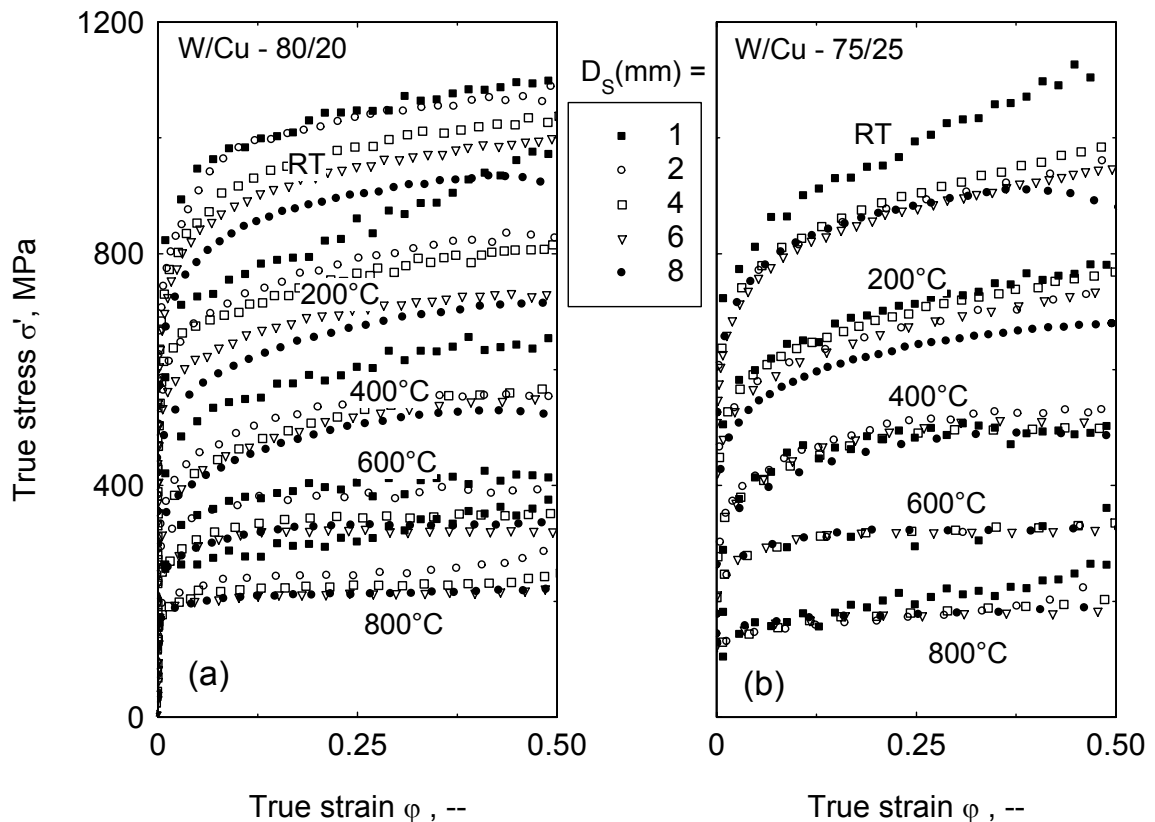 1200
800
400
0
True stress σ', MPa
W/Cu - 80/20
RT
200°C
400°C
600°C
800°C
(a)
0
0.25
0.50
True strain φ , --
D_S(mm) =
1
2
4
6
8
W/Cu - 75/25
RT
200°C
400°C
600°C
800°C
(b)
0
0.25
0.50
True strain φ , --